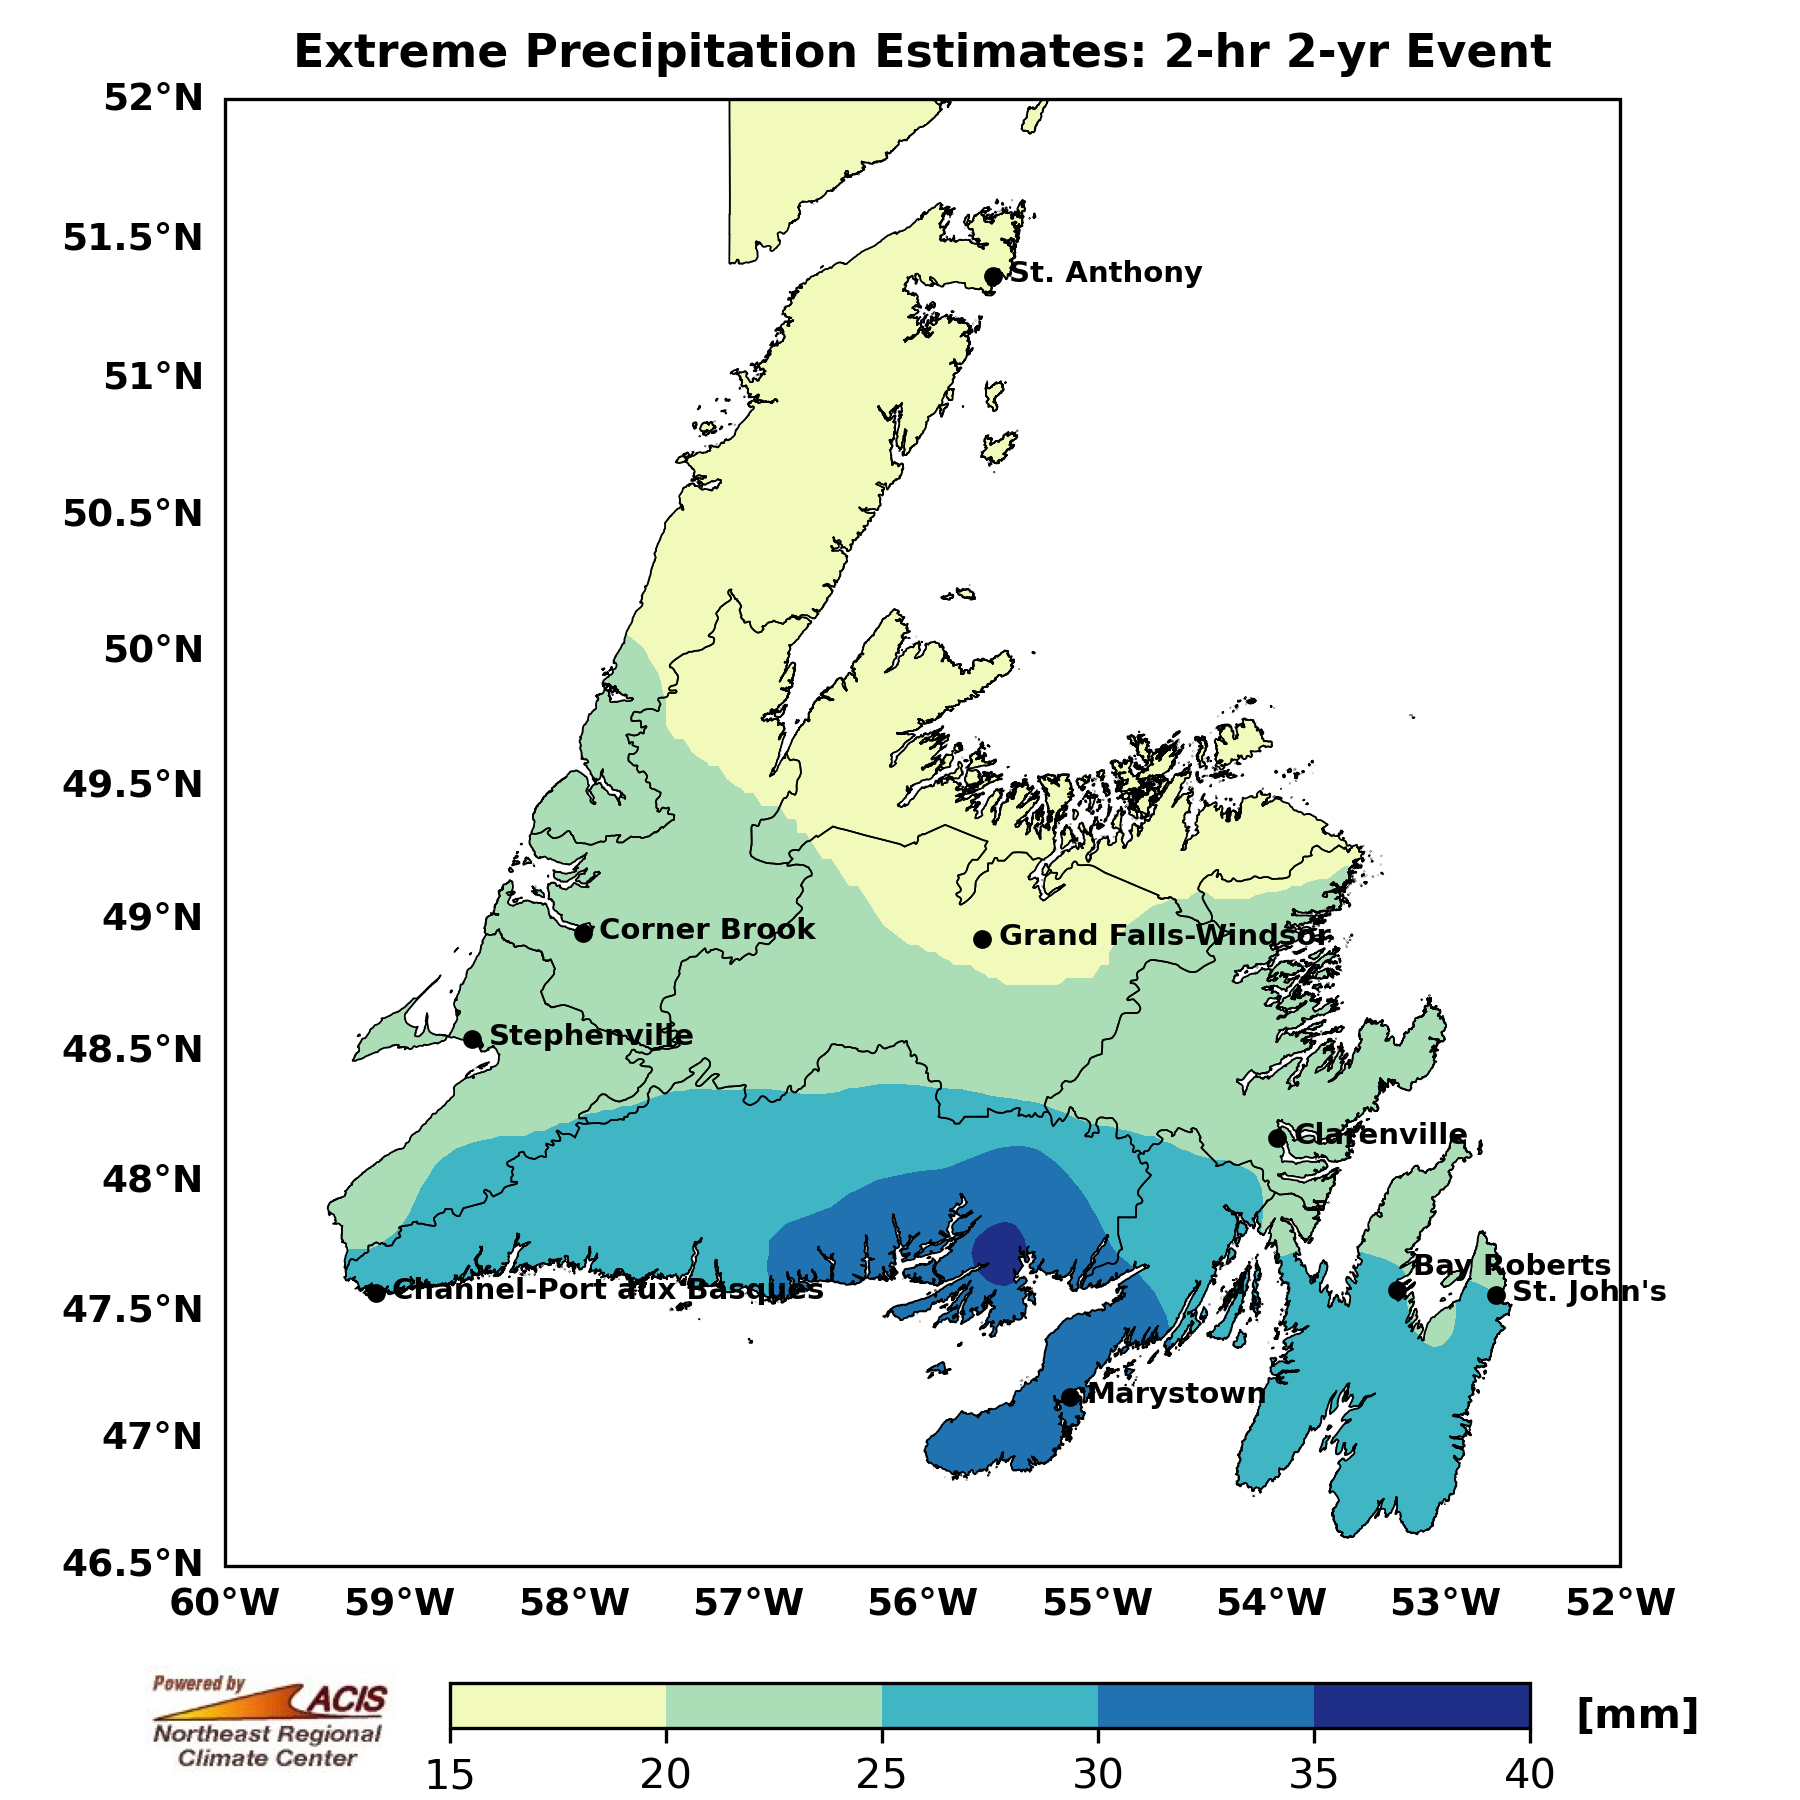 Extreme Precipitation Estimates: 2-hr 2-yr Event
52°N
51.5°N
51°N
50.5°N
50°N
49.5°N
49°N
48.5°N
48°N
47.5°N
47°N
46.5°N
St. Anthony
Corner Brook
Grand Falls-Windsor
Stephenville
Clarenville
Bay Roberts
Channel-Port aux Basques
St. John's
Marystown
60°W 59°W 58°W 57°W 56°W 55°W 54°W 53°W 52°W
Powered by
ACIS
Northeast Regional
Climate Center
[mm]
15 20 25 30 35 40